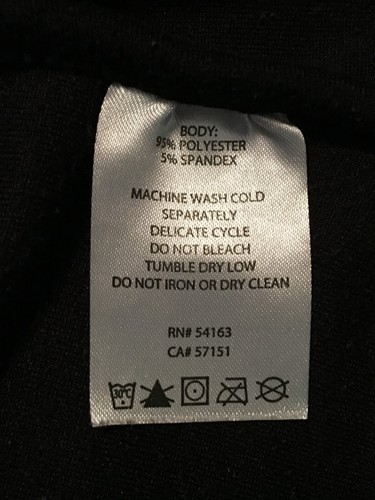 BODY:
95% POLYESTER
5% SPANDEX
MACHINE WASH COLD
SEPARATELY
DELICATE CYCLE
DO NOT BLEACH
TUMBLE DRY LOW
DO NOT IRON OR DRY CLEAN
RN# 54163
CA# 57151
30°C